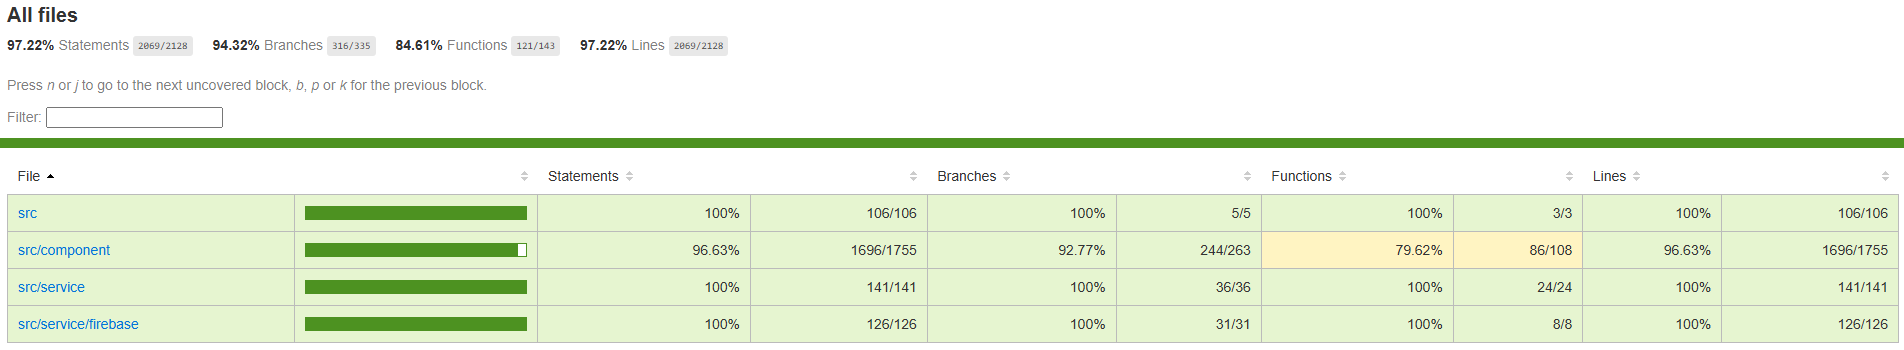 All files
97.22% Statements 2069/2128 94.32% Branches 316/335 84.61% Functions 121/143 97.22% Lines 2069/2128
Press n or j to go to the next uncovered block, b, p or k for the previous block.
Filter:
File Statements Branches Functions Lines
src 100% 106/106 100% 5/5 100% 3/3 100% 106/106
src/component 96.63% 1696/1755 92.77% 244/263 79.62% 86/108 96.63% 1696/1755
src/service 100% 141/141 100% 36/36 100% 24/24 100% 141/141
src/service/firebase 100% 126/126 100% 31/31 100% 8/8 100% 126/126